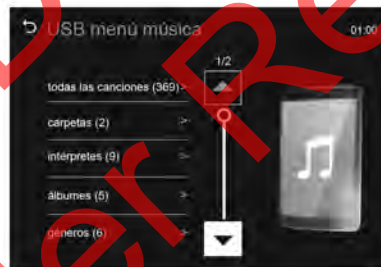 USB menú música
01:00
1/2
todas las canciones (369) >
carpetas (2) >
intérpretes (9) >
álbumes (5) >
géneros (6) >